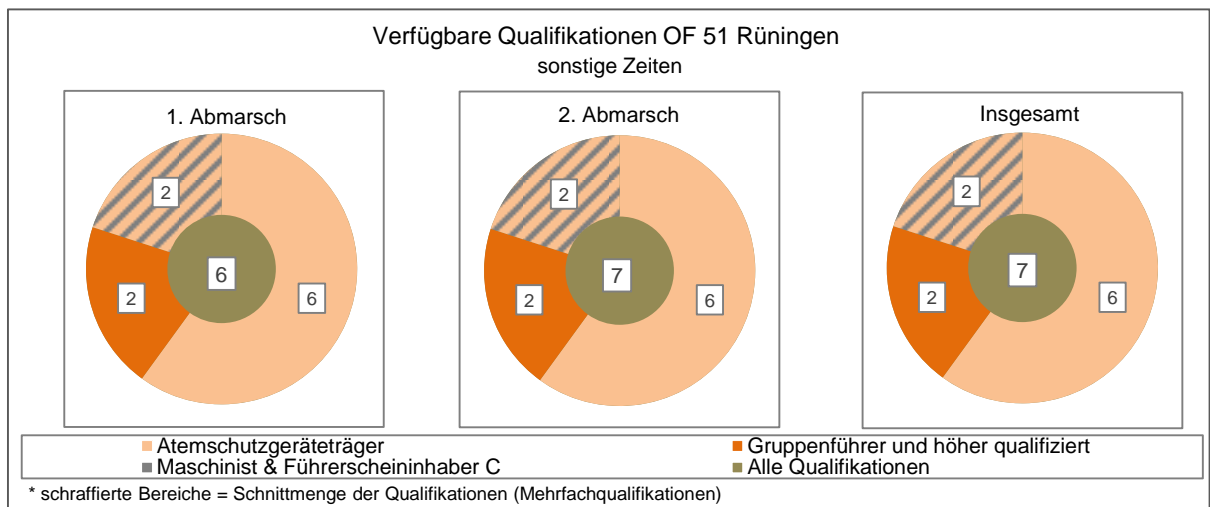 Verfügbare Qualifikationen OF 51 Rüningen
sonstige Zeiten
1. Abmarsch
2
2
6
6
2. Abmarsch
2
2
7
6
Insgesamt
2
2
7
6
Atemschutzgeräteträger
Gruppenführer und höher qualifiziert
Maschinist & Führerscheininhaber C
Alle Qualifikationen
* schraffierte Bereiche = Schnittmenge der Qualifikationen (Mehrfachqualifikationen)